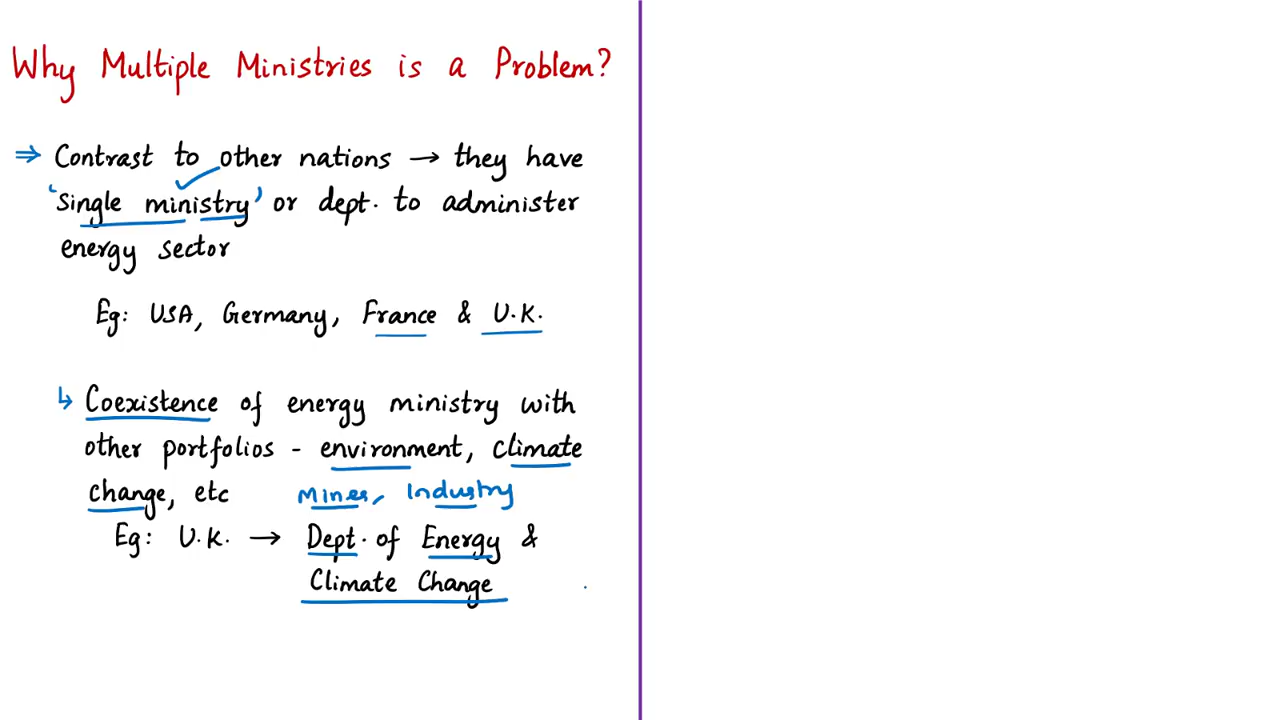 Why Multiple Ministries is a Problem?
⇒ Contrast to other nations → they have
'single ministry' or dept. to administer
energy sector
Eg: USA, Germany, France & U.K.
↳ Coexistence of energy ministry with
other portfolios - environment, climate
change, etc Mines, Industry
Eg: U.K. → Dept. of Energy &
Climate Change